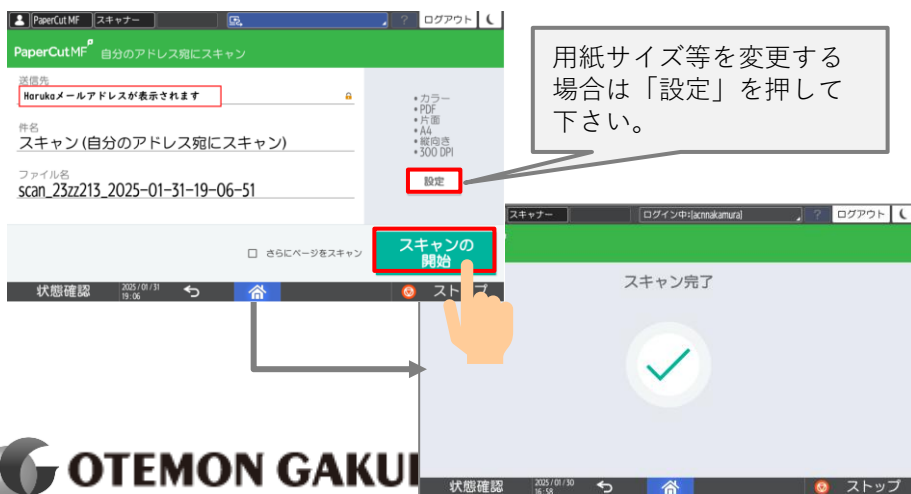 PaperCut MF スキャナー ? ログアウト
PaperCut MF 自分のアドレス宛にスキャン
送信先
Harukaメールアドレスが表示されます
件名
スキャン (自分のアドレス宛にスキャン)
ファイル名
scan_23zz213_2025-01-31-19-06-51
•カラー
•PDF
•片面
•A4
•縦向き
•300 DPI
設定
さらにページをスキャン
スキャンの
開始
状態確認 2025/01/31
19:06
ストップ
用紙サイズ等を変更する
場合は「設定」を押して
下さい。
スキャナー ログイン中:[acnnakamura] ? ログアウト
スキャン完了
状態確認 2025/01/30
16:58
ストップ
OTEMON GAKUI